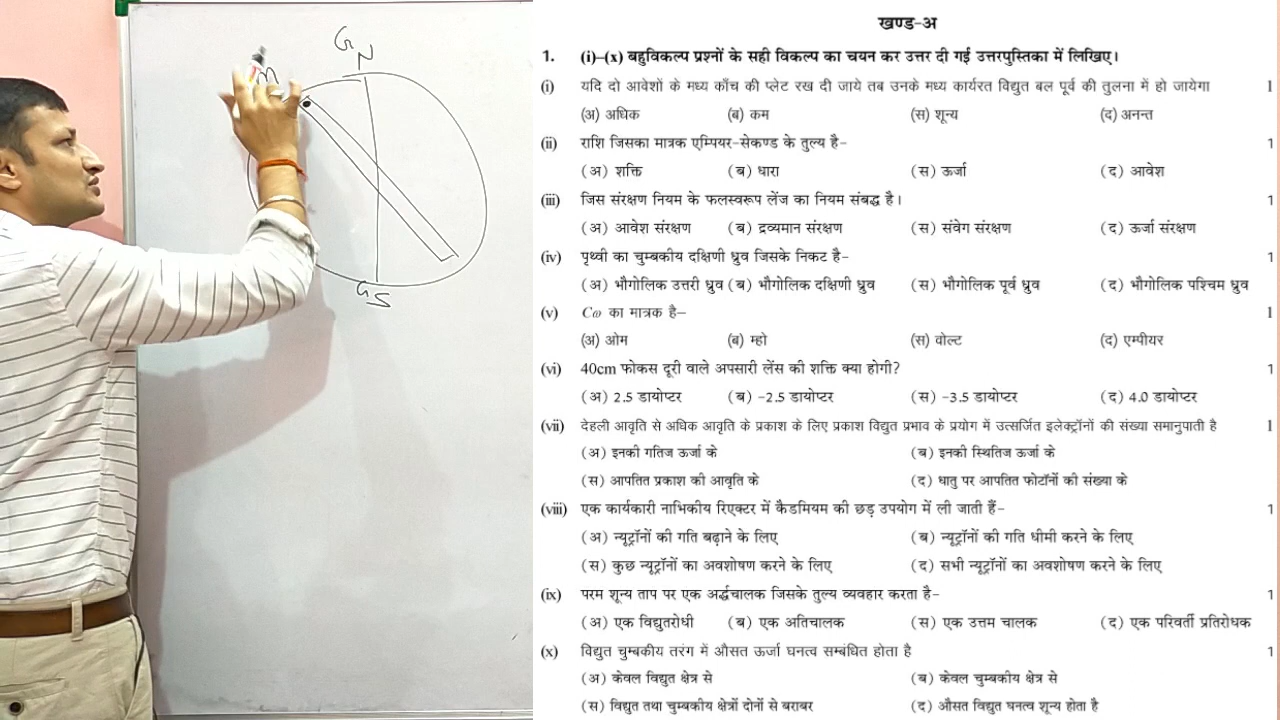 G N
m
G S
खण्ड-अ
1. (i)-(x) बहुविकल्प प्रश्नों के सही विकल्प का चयन कर उत्तर दी गई उत्तरपुस्तिका में लिखिए।
(i) यदि दो आवेशों के मध्य काँच की प्लेट रख दी जाये तब उनके मध्य कार्यरत विद्युत बल पूर्व की तुलना में हो जायेगा 1
(अ) अधिक (ब) कम (स) शून्य (द) अनन्त
(ii) राशि जिसका मात्रक एम्पियर-सेकण्ड के तुल्य है- 1
(अ) शक्ति (ब) धारा (स) ऊर्जा (द) आवेश
(iii) जिस संरक्षण नियम के फलस्वरूप लेंज का नियम संबद्ध है। 1
(अ) आवेश संरक्षण (ब) द्रव्यमान संरक्षण (स) संवेग संरक्षण (द) ऊर्जा संरक्षण
(iv) पृथ्वी का चुम्बकीय दक्षिणी ध्रुव जिसके निकट है- 1
(अ) भौगोलिक उत्तरी ध्रुव (ब) भौगोलिक दक्षिणी ध्रुव (स) भौगोलिक पूर्व ध्रुव (द) भौगोलिक पश्चिम ध्रुव
(v) Cω का मात्रक है– 1
(अ) ओम (ब) म्हो (स) वोल्ट (द) एम्पीयर
(vi) 40cm फोकस दूरी वाले अपसारी लेंस की शक्ति क्या होगी? 1
(अ) 2.5 डायोप्टर (ब) -2.5 डायोप्टर (स) -3.5 डायोप्टर (द) 4.0 डायोप्टर
(vii) देहली आवृति से अधिक आवृति के प्रकाश के लिए प्रकाश विद्युत प्रभाव के प्रयोग में उत्सर्जित इलेक्ट्रॉनों की संख्या समानुपाती है 1
(अ) इनकी गतिज ऊर्जा के (ब) इनकी स्थितिज ऊर्जा के
(स) आपतित प्रकाश की आवृति के (द) धातु पर आपतित फोटॉनों की संख्या के
(viii) एक कार्यकारी नाभिकीय रिएक्टर में कैडमियम की छड़ उपयोग में ली जाती हैं- 1
(अ) न्यूट्रॉनों की गति बढ़ाने के लिए (ब) न्यूट्रॉनों की गति धीमी करने के लिए
(स) कुछ न्यूट्रॉनों का अवशोषण करने के लिए (द) सभी न्यूट्रॉनों का अवशोषण करने के लिए
(ix) परम शून्य ताप पर एक अर्द्धचालक जिसके तुल्य व्यवहार करता है- 1
(अ) एक विद्युतरोधी (ब) एक अतिचालक (स) एक उत्तम चालक (द) एक परिवर्ती प्रतिरोधक
(x) विद्युत चुम्बकीय तरंग में औसत ऊर्जा घनत्व सम्बंधित होता है 1
(अ) केवल विद्युत क्षेत्र से (ब) केवल चुम्बकीय क्षेत्र से
(स) विद्युत तथा चुम्बकीय क्षेत्रों दोनों से बराबर (द) औसत विद्युत घनत्व शून्य होता है